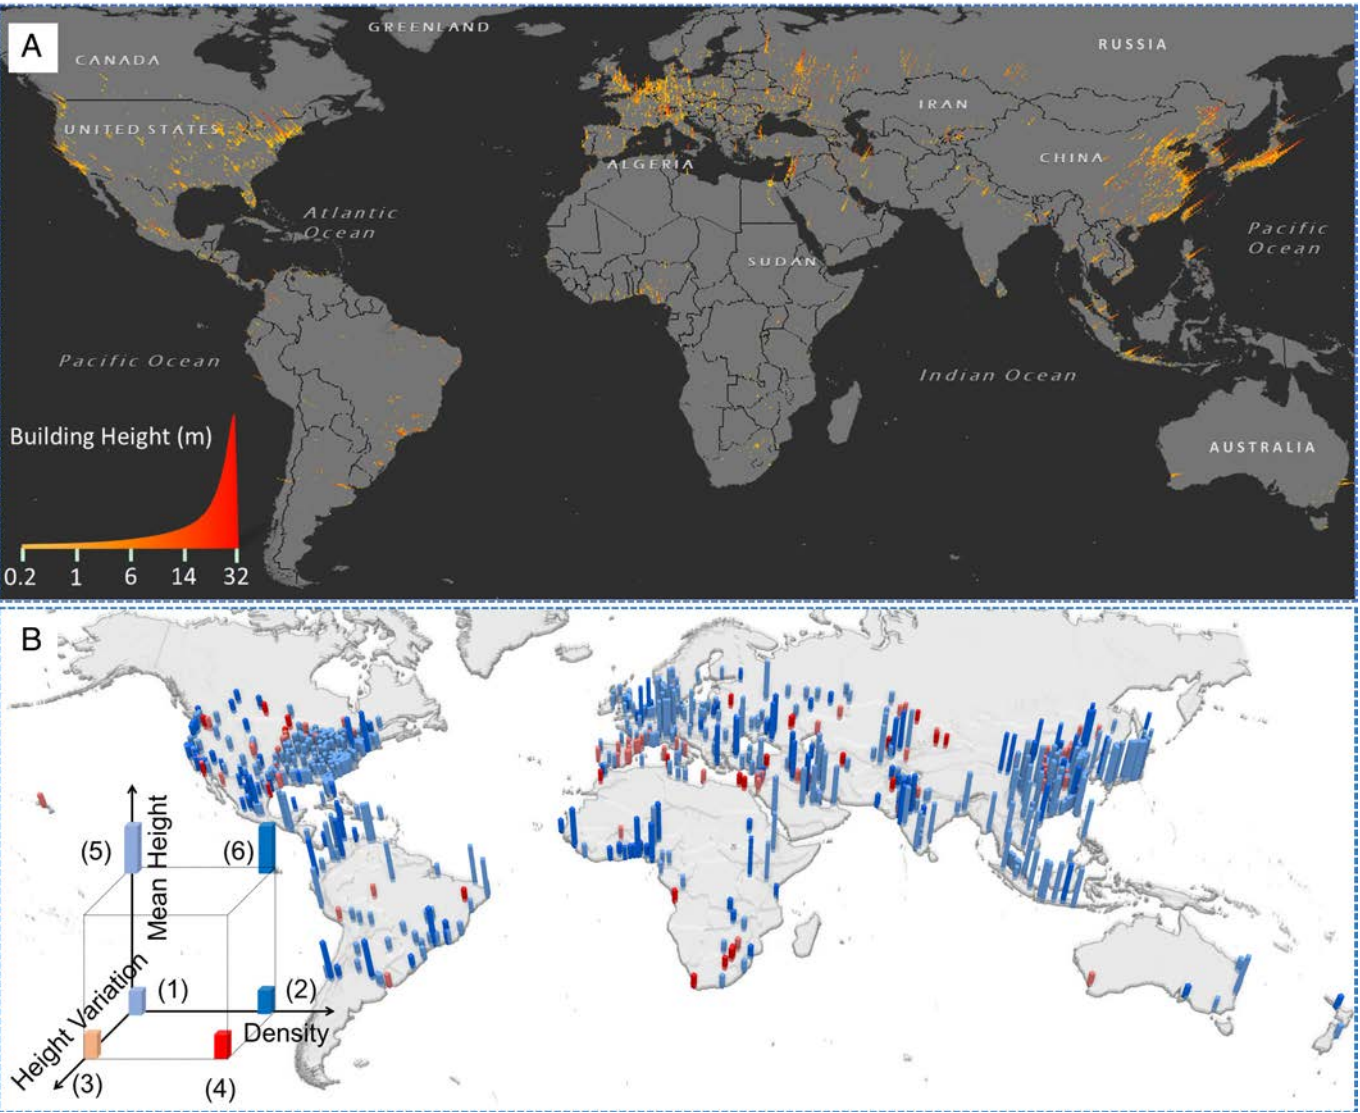 A
GREENLAND
CANADA
RUSSIA
IRAN
UNITED STATES
CHINA
ALGERIA
Atlantic
Ocean
Pacific
Ocean
SUDAN
Pacific Ocean
Indian Ocean
Building Height (m)
AUSTRALIA
0.2 1 6 14 32
B
Mean Height
(5)
(6)
Height Variation
(1)
(2)
Density
(3)
(4)